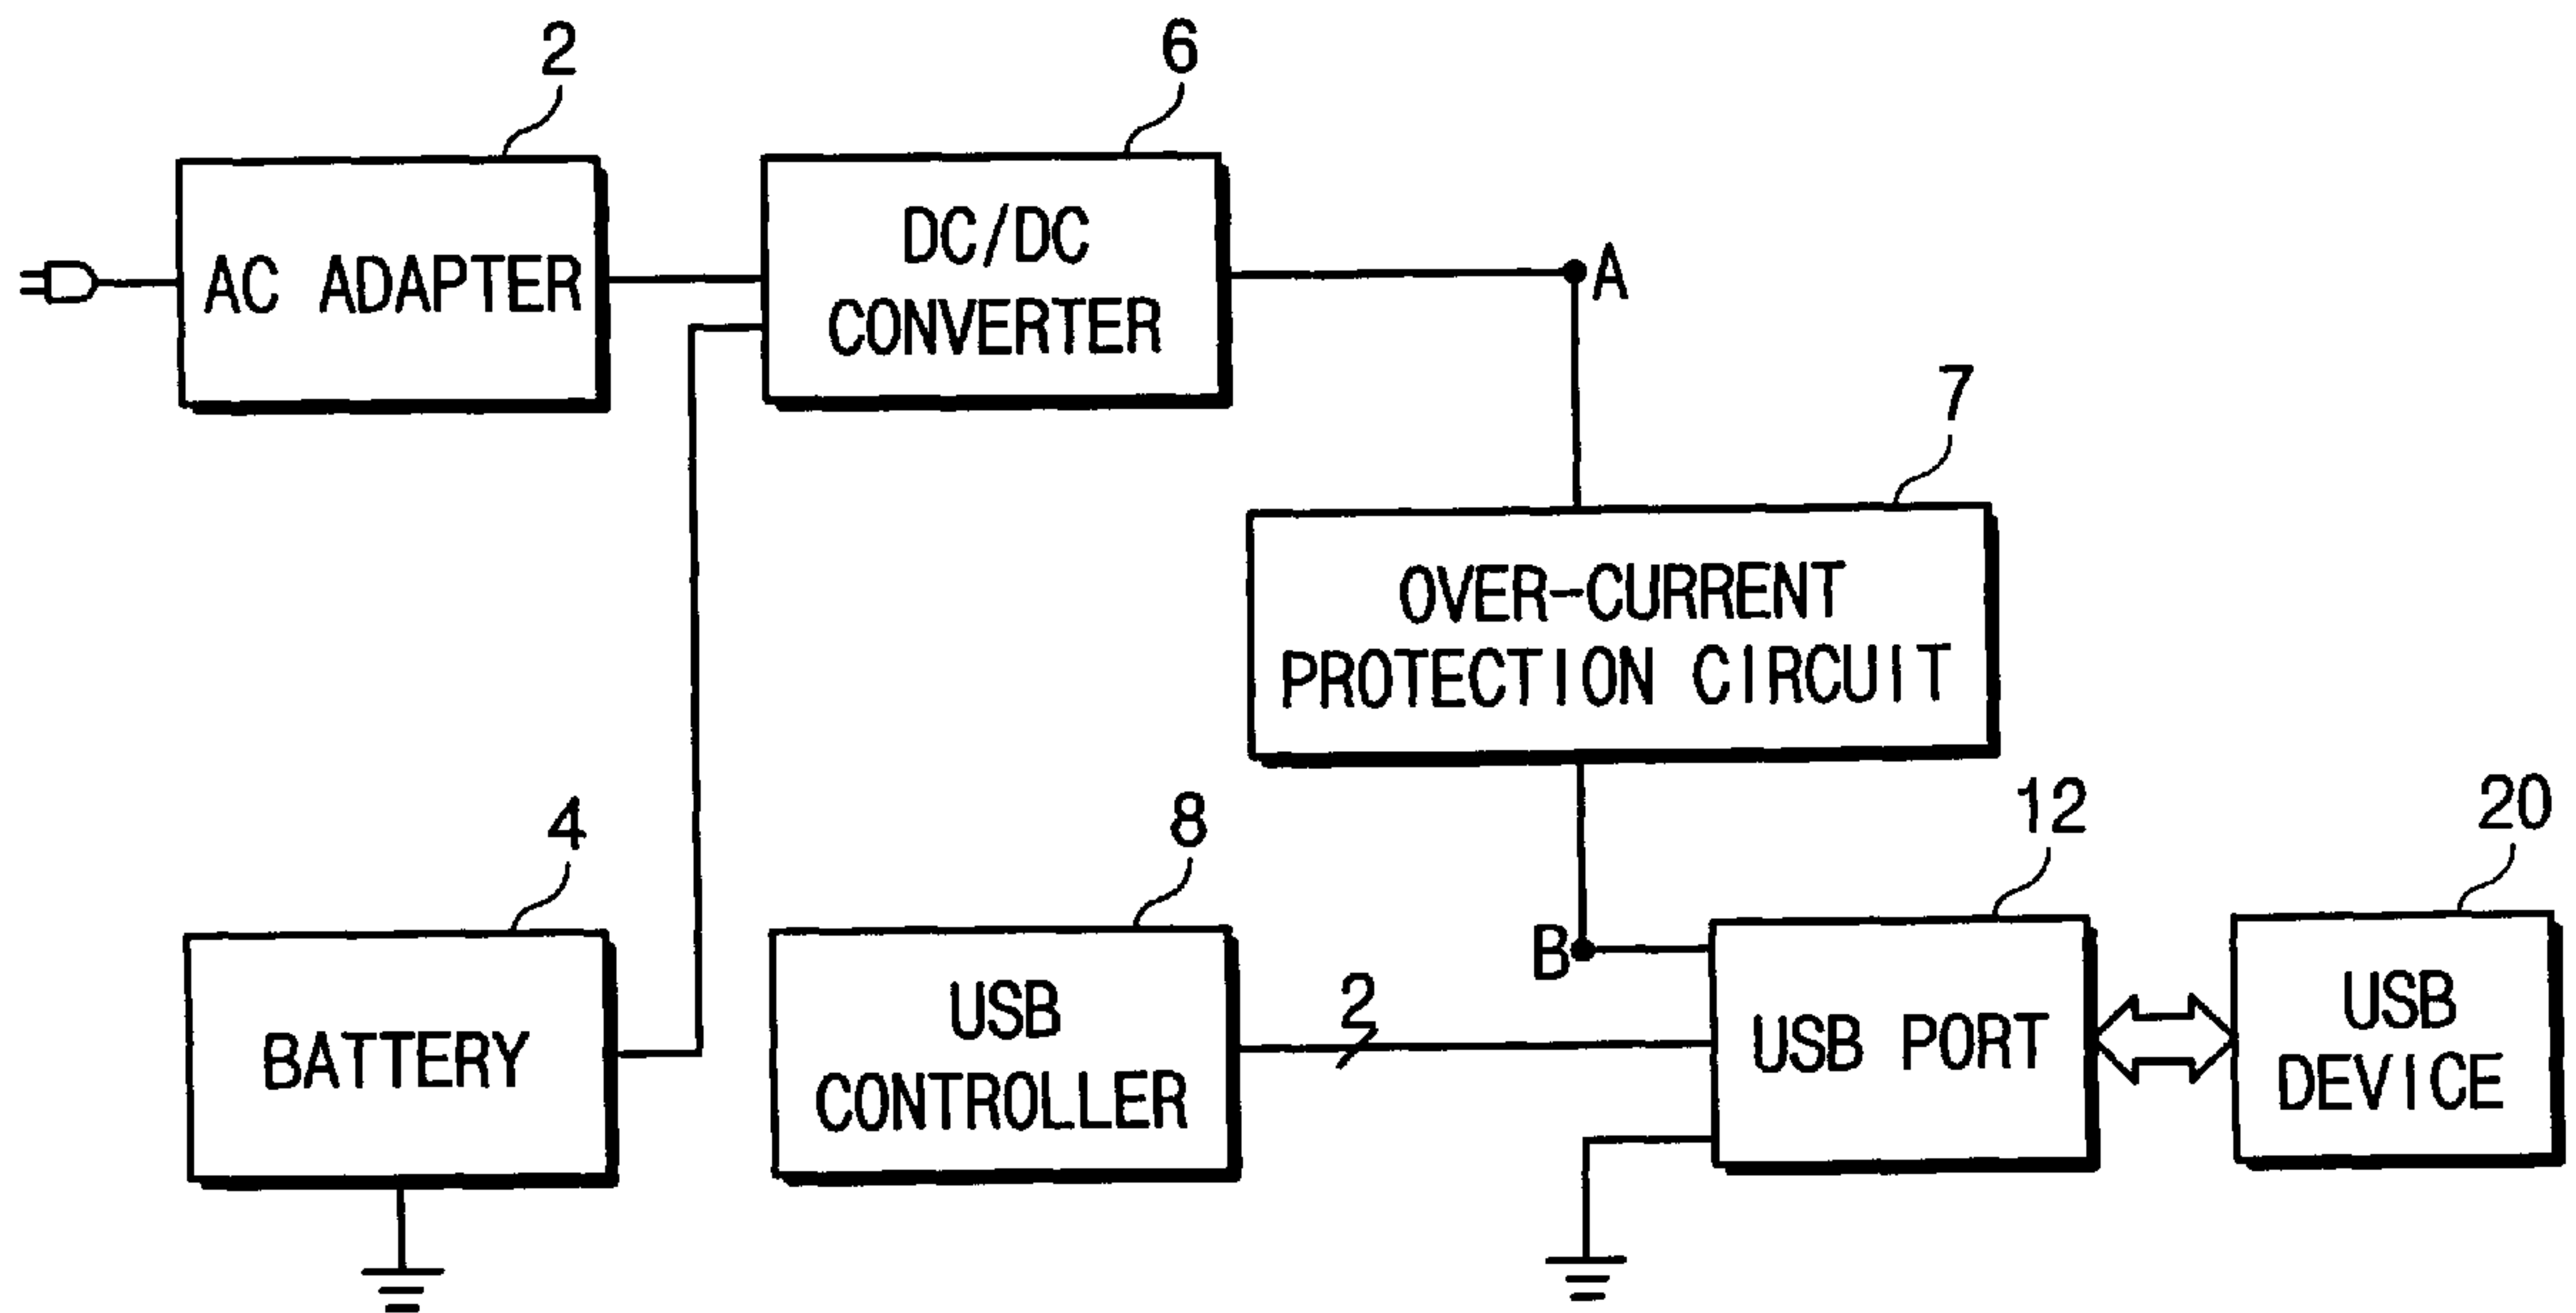 2
6
AC ADAPTER
DC/DC
CONVERTER
A
7
OVER-CURRENT
PROTECTION CIRCUIT
4
8
12
20
BATTERY
USB
CONTROLLER
2
B
USB PORT
USB
DEVICE